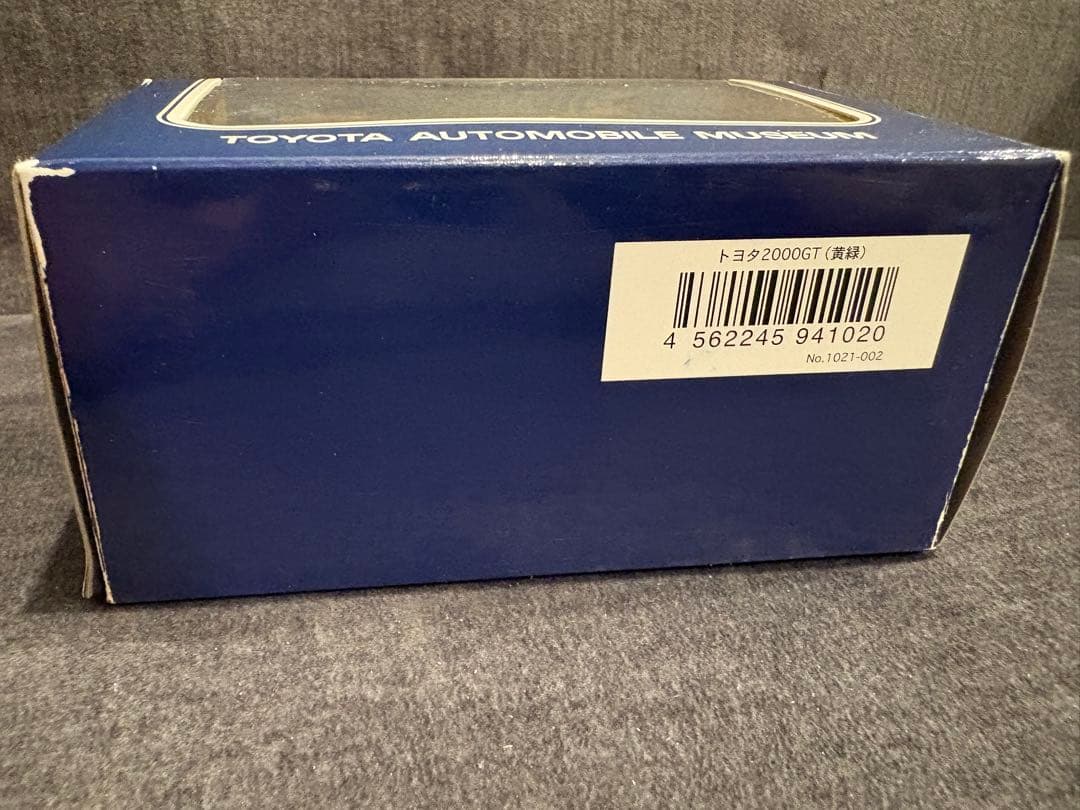 TOYOTA AUTOMOBILE MUSEUM
トヨタ2000GT(黄緑)
4 562245 941020
No.1021-002